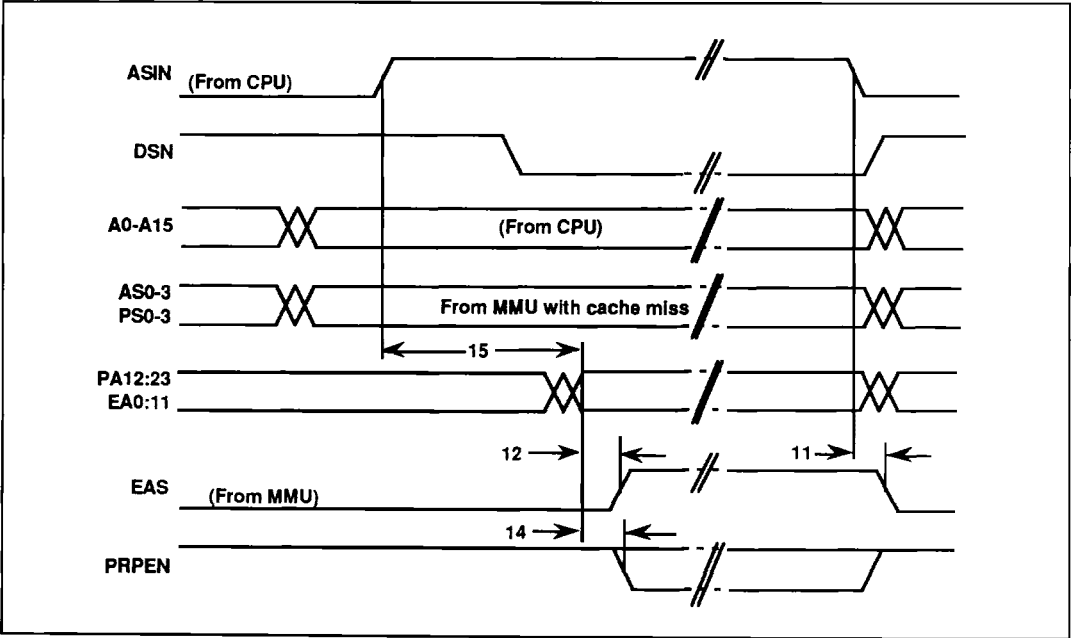 ASIN (From CPU)
DSN
A0-A15 (From CPU)
AS0-3
PS0-3
From MMU with cache miss
15
PA12:23
EA0:11
12
11
EAS (From MMU)
14
PRPEN